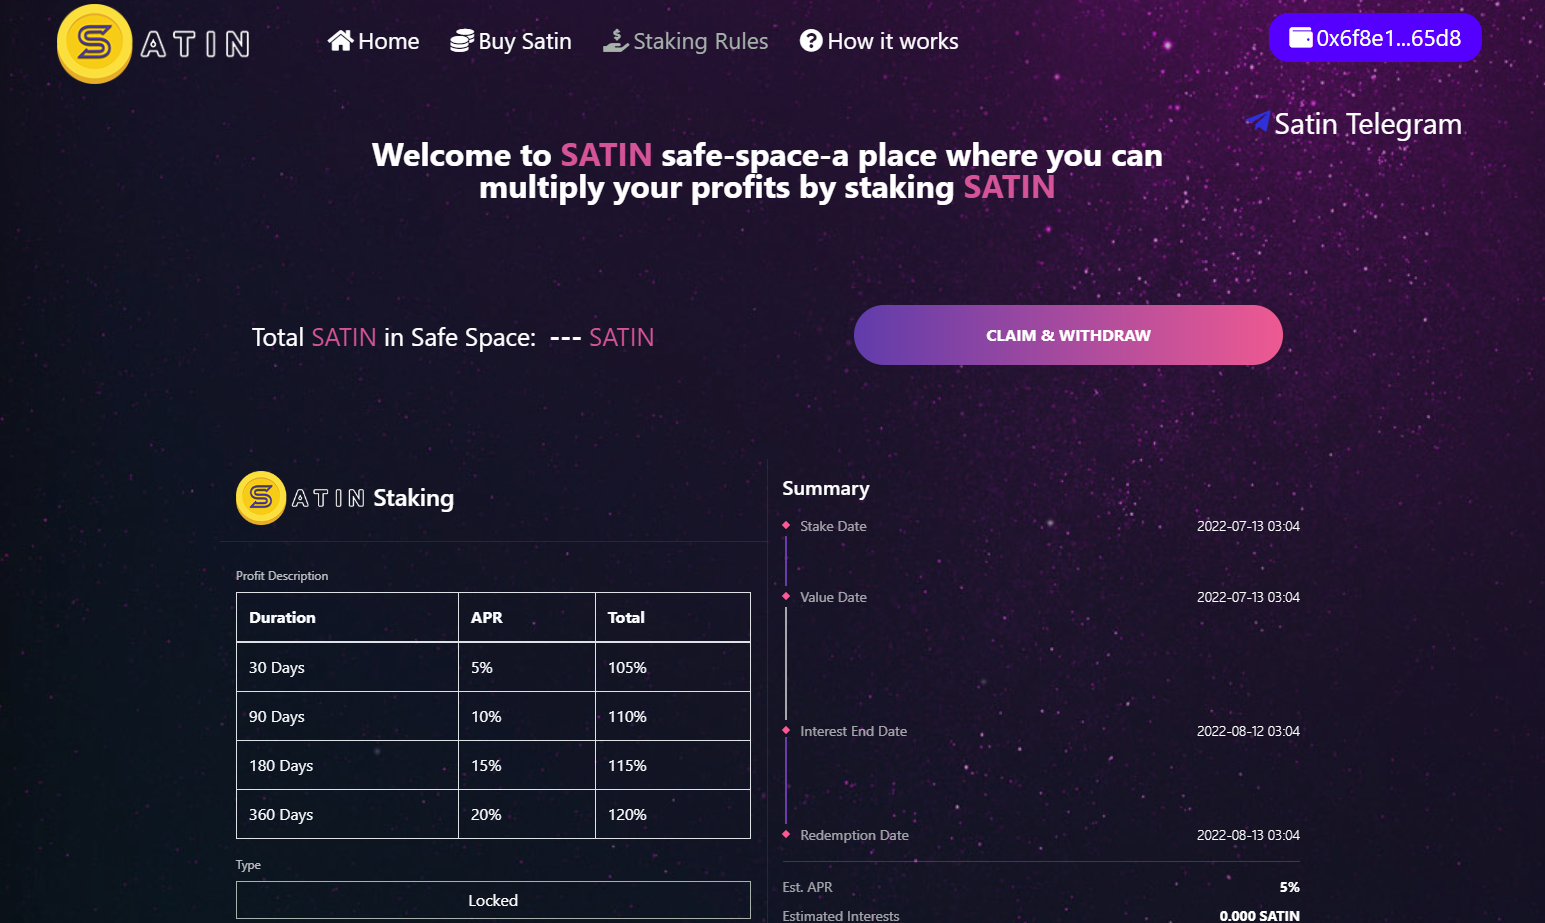 SATIN Home Buy Satin Staking Rules How it works 0x6f8e1...65d8
Satin Telegram
Welcome to SATIN safe-space-a place where you can
multiply your profits by staking SATIN
Total SATIN in Safe Space: --- SATIN
CLAIM & WITHDRAW
SATIN Staking
Profit Description
Duration APR Total
30 Days 5% 105%
90 Days 10% 110%
180 Days 15% 115%
360 Days 20% 120%
Type
Locked
Summary
Stake Date 2022-07-13 03:04
Value Date 2022-07-13 03:04
Interest End Date 2022-08-12 03:04
Redemption Date 2022-08-13 03:04
Est. APR 5%
Estimated Interests 0.000 SATIN